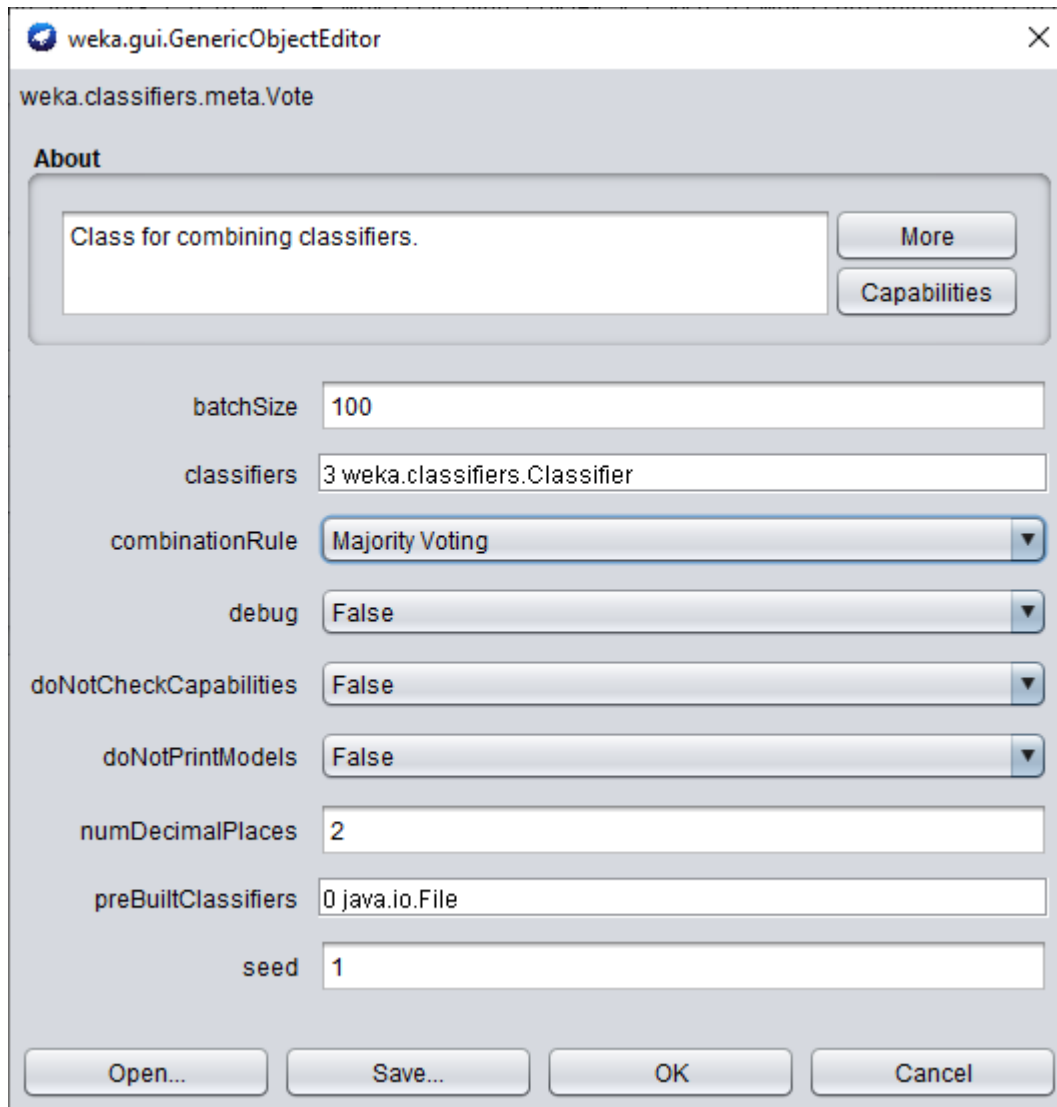 weka.gui.GenericObjectEditor
weka.classifiers.meta.Vote
About
Class for combining classifiers.
More
Capabilities
batchSize 100
classifiers 3 weka.classifiers.Classifier
combinationRule Majority Voting
debug False
doNotCheckCapabilities False
doNotPrintModels False
numDecimalPlaces 2
preBuiltClassifiers 0 java.io.File
seed 1
Open... Save... OK Cancel